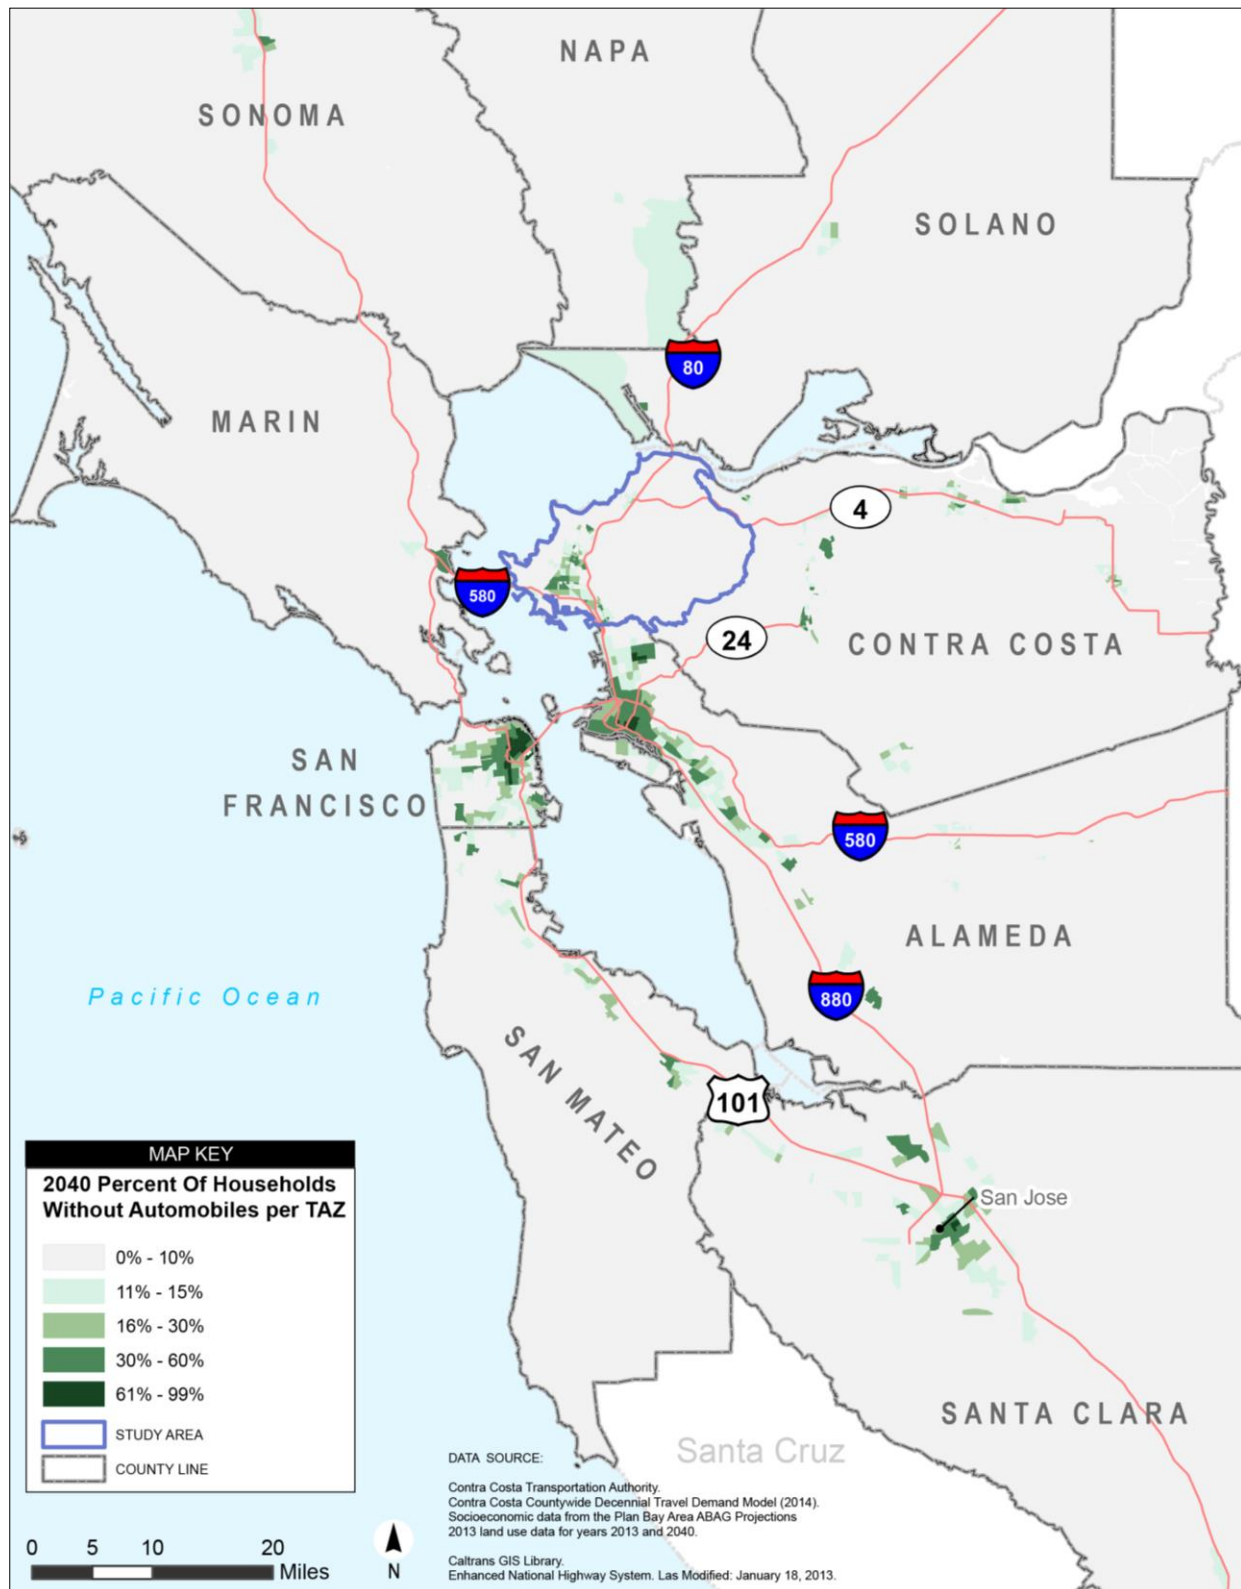 NAPA
SONOMA
SOLANO
80
MARIN
4
580
24
CONTRA COSTA
SAN
FRANCISCO
580
ALAMEDA
Pacific Ocean
880
SAN MATEO
101
San Jose
SANTA CLARA
Santa Cruz
MAP KEY
2040 Percent Of Households
Without Automobiles per TAZ
0% - 10%
11% - 15%
16% - 30%
30% - 60%
61% - 99%
STUDY AREA
COUNTY LINE
0 5 10 20
Miles
N
DATA SOURCE:
Contra Costa Transportation Authority.
Contra Costa Countywide Decennial Travel Demand Model (2014).
Socioeconomic data from the Plan Bay Area ABAG Projections
2013 land use data for years 2013 and 2040.
Caltrans GIS Library.
Enhanced National Highway System. Las Modified: January 18, 2013.